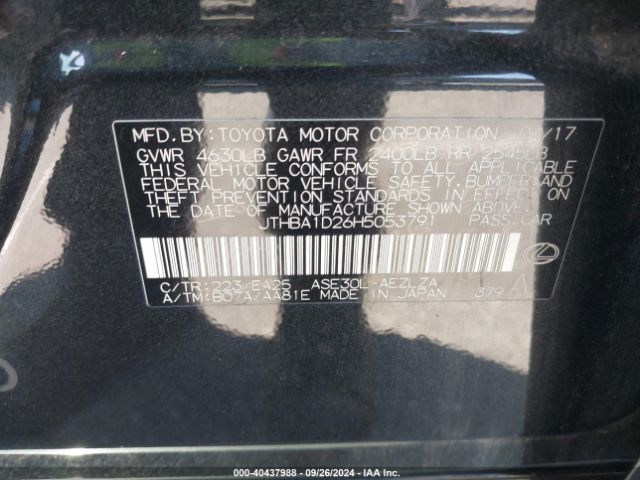 MFD. BY: TOYOTA MOTOR CORPORATION /17
GVWR 4630LB GAWR FR 2400LB RR 2545LB
THIS VEHICLE CONFORMS TO ALL APPLICABLE
FEDERAL MOTOR VEHICLE SAFETY, BUMPER AND
THEFT PREVENTION STANDARDS IN EFFECT ON
THE DATE OF MANUFACTURE SHOWN ABOVE.
JTHBA1D26H5053791 PASS.CAR
C/TR:223/EA25 ASE30L-AEZLZA
A/TM:B07A/AA81E MADE IN JAPAN 379 A
000-40437988 - 09/26/2024 - IAA Inc.